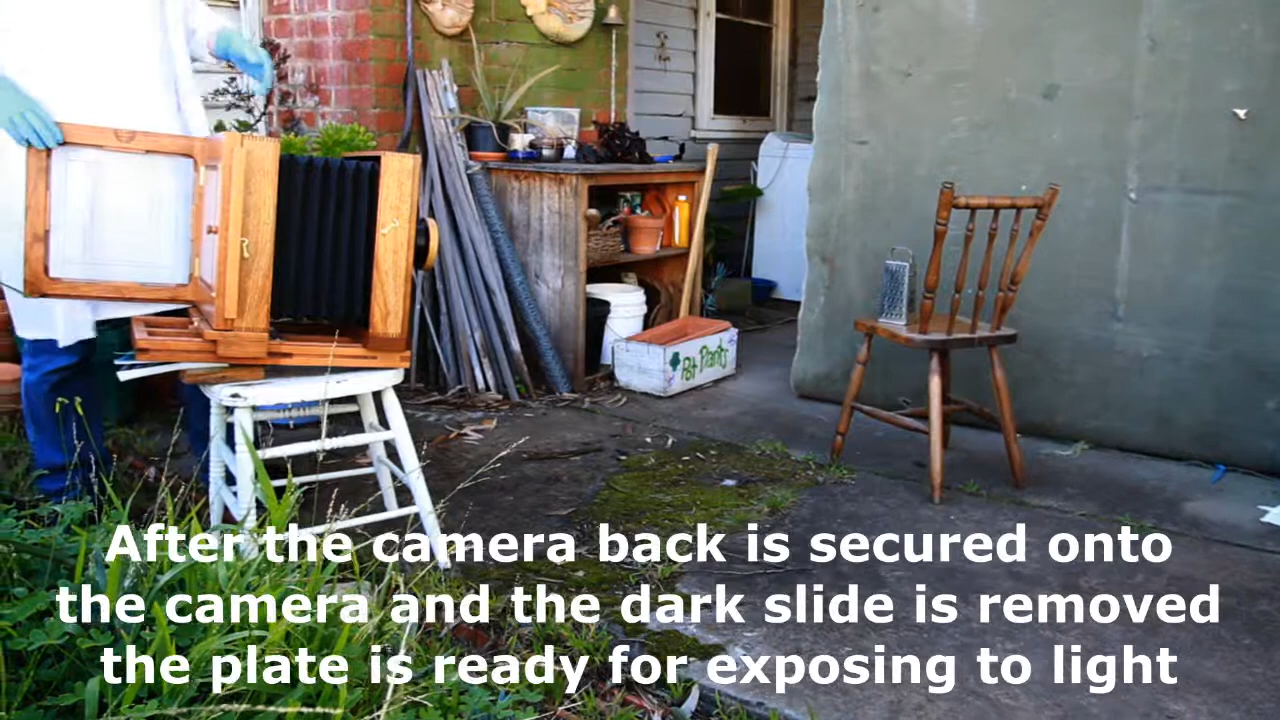 Pot Plants
After the camera back is secured onto
the camera and the dark slide is removed
the plate is ready for exposing to light